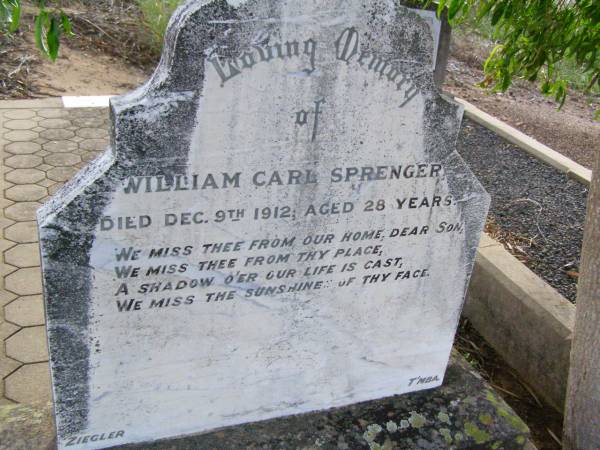 Loving Memory
of
WILLIAM CARL SPRENGER
DIED DEC. 9TH 1912, AGED 28 YEARS.
WE MISS THEE FROM OUR HOME, DEAR SON,
WE MISS THEE FROM THY PLACE,
A SHADOW O'ER OUR LIFE IS CAST,
WE MISS THE SUNSHINE OF THY FACE.
ZIEGLER
T'WBA